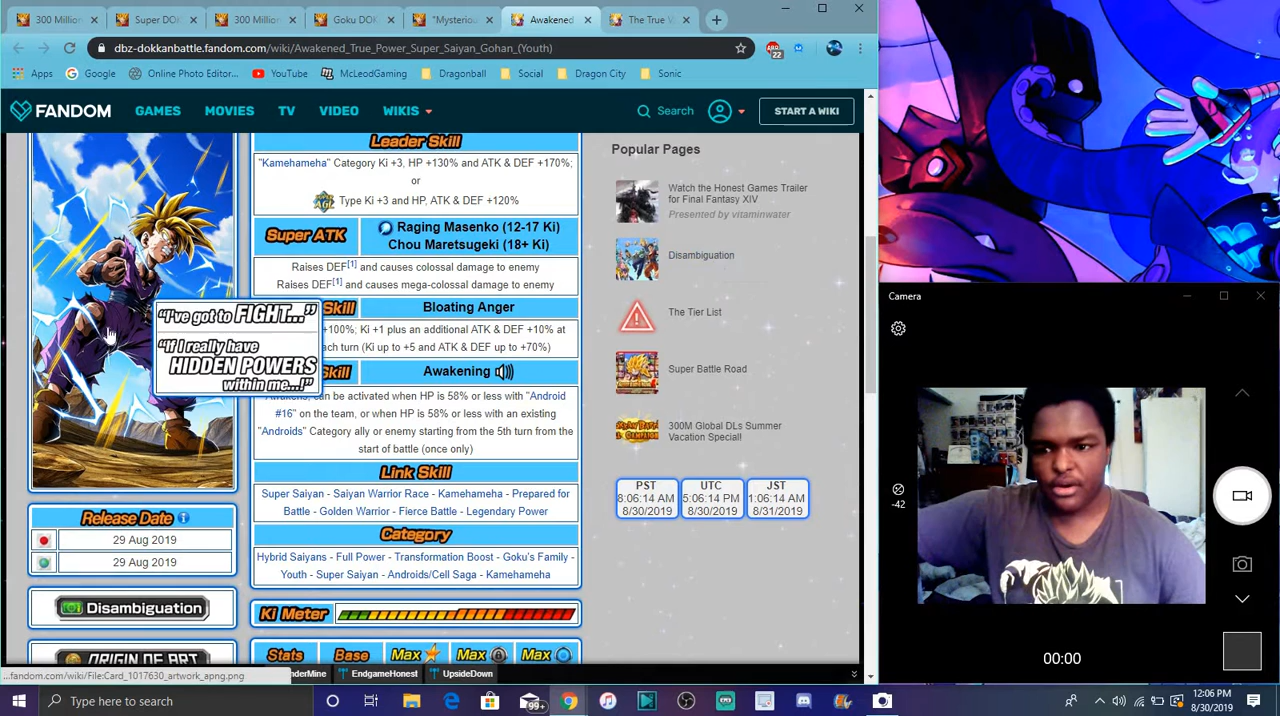 300 Million
Super DOK
300 Million
Goku DOK
"Mysteriou
Awakened
The True V
dbz-dokkanbattle.fandom.com/wiki/Awakened_True_Power_Super_Saiyan_Gohan_(Youth)
22
Apps
Google
Online Photo Editor...
YouTube
McLeodGaming
Dragonball
Social
Dragon City
Sonic
FANDOM
GAMES
MOVIES
TV
VIDEO
WIKIS
Search
START A WIKI
Leader Skill
"Kamehameha" Category Ki +3, HP +130% and ATK & DEF +170%;
or
AGL Type Ki +3 and HP, ATK & DEF +120%
Super ATK
Raging Masenko (12-17 Ki)
Chou Maretsugeki (18+ Ki)
Raises DEF[1] and causes colossal damage to enemy
Raises DEF[1] and causes mega-colossal damage to enemy
Skill
Bloating Anger
+100%; Ki +1 plus an additional ATK & DEF +10% at
each turn (Ki up to +5 and ATK & DEF up to +70%)
Skill
Awakening
can be activated when HP is 58% or less with "Android
#16" on the team, or when HP is 58% or less with an existing
"Androids" Category ally or enemy starting from the 5th turn from the
start of battle (once only)
Link Skill
Super Saiyan - Saiyan Warrior Race - Kamehameha - Prepared for
Battle - Golden Warrior - Fierce Battle - Legendary Power
Category
Hybrid Saiyans - Full Power - Transformation Boost - Goku's Family -
Youth - Super Saiyan - Androids/Cell Saga - Kamehameha
Ki Meter
Stats
Base
Max
Max
Max
"I've got to FIGHT..."
"If I really have
HIDDEN POWERS
within me...!"
Release Date
29 Aug 2019
29 Aug 2019
Disambiguation
ORIGIN OF ART
Popular Pages
Watch the Honest Games Trailer
for Final Fantasy XIV
Presented by vitaminwater
Disambiguation
The Tier List
Super Battle Road
300M Global DLs Summer
Vacation Special!
PST
8:06:14 AM
8/30/2019
UTC
5:06:14 PM
8/30/2019
JST
1:06:14 AM
8/31/2019
...fandom.com/wiki/File:Card_1017630_artwork_apng.png
nderMine
EndgameHonest
UpsideDown
Camera
-42
00:00
Type here to search
99+
12:06 PM
8/30/2019